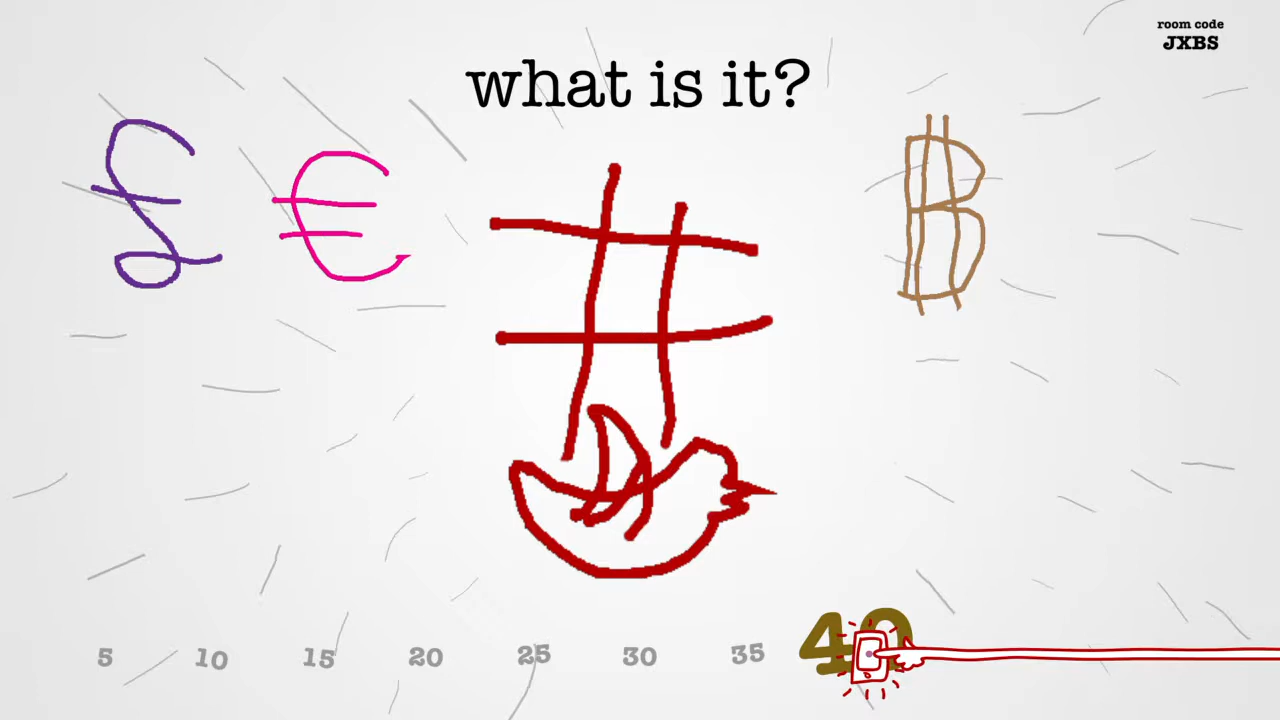 room code
JXBS
what is it?
£ € # ₿
5 10 15 20 25 30 35 40